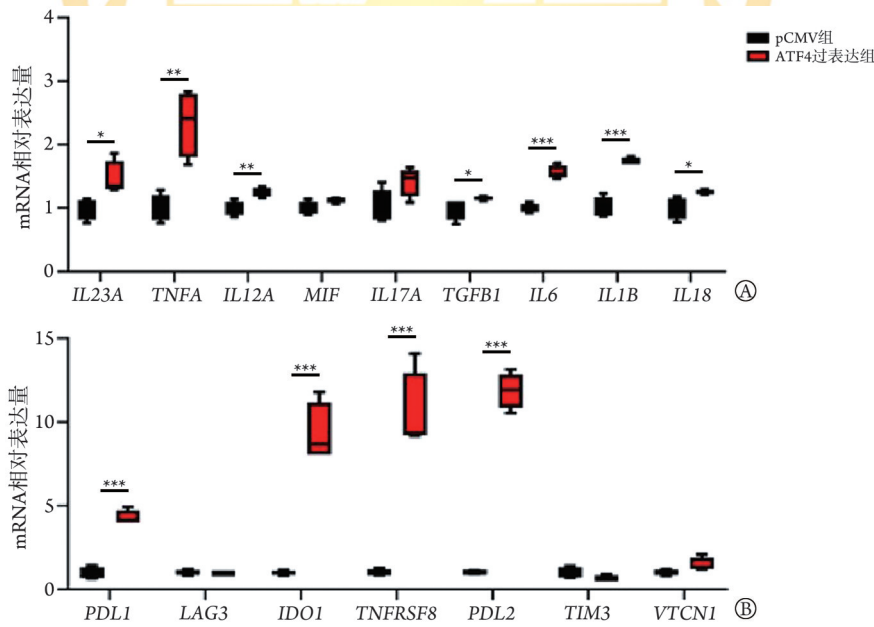 4
3
2
1
0
mRNA相对表达量
pCMV组
ATF4过表达组
* ** ** * *** *** *
IL23A TNFA IL12A MIF IL17A TGFB1 IL6 IL1B IL18
Ⓐ
15
10
5
0
mRNA相对表达量
*** *** *** ***
PDL1 LAG3 IDO1 TNFRSF8 PDL2 TIM3 VTCN1
Ⓑ